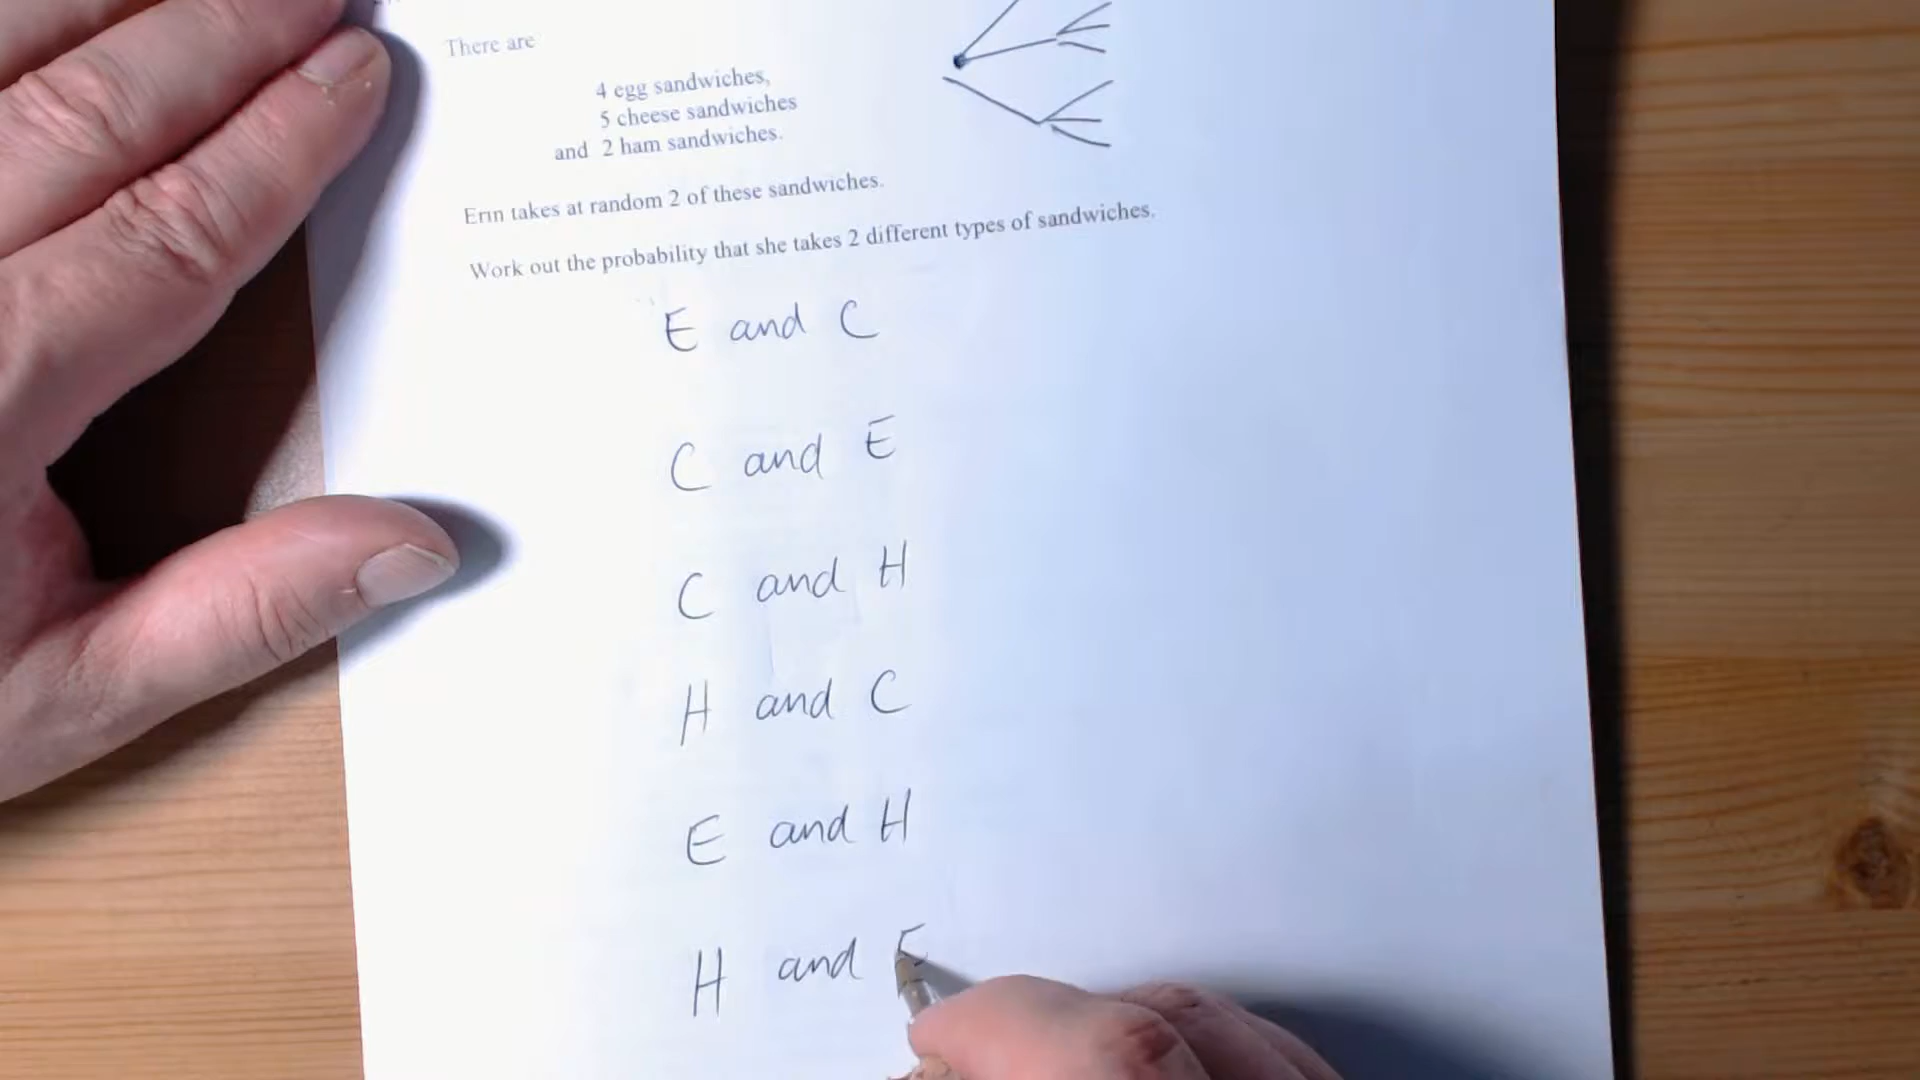 There are
4 egg sandwiches,
5 cheese sandwiches
and 2 ham sandwiches.
Erin takes at random 2 of these sandwiches.
Work out the probability that she takes 2 different types of sandwiches.
E and C
C and E
C and H
H and C
E and H
H and E